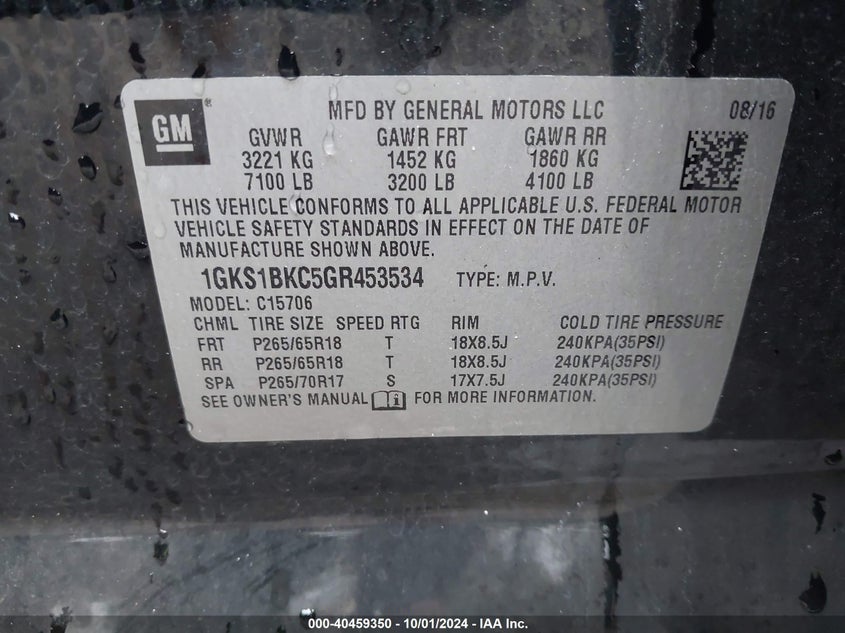 GM ®
MFD BY GENERAL MOTORS LLC 08/16
GVWR GAWR FRT GAWR RR
3221 KG 1452 KG 1860 KG
7100 LB 3200 LB 4100 LB
THIS VEHICLE CONFORMS TO ALL APPLICABLE U.S. FEDERAL MOTOR
VEHICLE SAFETY STANDARDS IN EFFECT ON THE DATE OF
MANUFACTURE SHOWN ABOVE.
1GKS1BKC5GR453534 TYPE: M.P.V.
MODEL: C15706
CHML TIRE SIZE SPEED RTG RIM COLD TIRE PRESSURE
FRT P265/65R18 T 18X8.5J 240KPA(35PSI)
RR P265/65R18 T 18X8.5J 240KPA(35PSI)
SPA P265/70R17 S 17X7.5J 240KPA(35PSI)
SEE OWNER'S MANUAL i FOR MORE INFORMATION.
000-40459350 - 10/01/2024 - IAA Inc.